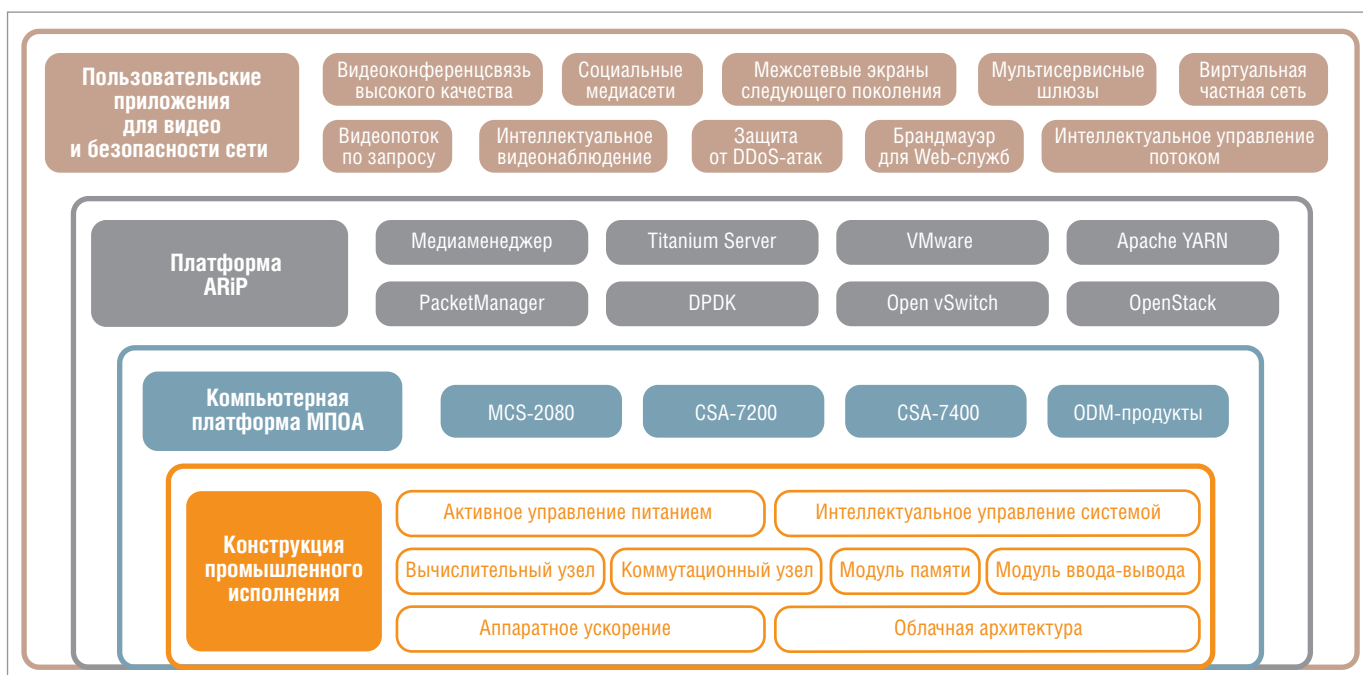 Пользовательские
приложения
для видео
и безопасности сети
Видеоконференцсвязь
высокого качества
Социальные
медиасети
Межсетевые экраны
следующего поколения
Мультисервисные
шлюзы
Виртуальная
частная сеть
Видеопоток
по запросу
Интеллектуальное
видеонаблюдение
Защита
от DDoS-атак
Брандмауэр
для Web-служб
Интеллектуальное управление
потоком
Платформа
ARiP
Медиаменеджер
Titanium Server
VMware
Apache YARN
PacketManager
DPDK
Open vSwitch
OpenStack
Компьютерная
платформа МПОА
MCS-2080
CSA-7200
CSA-7400
ODM-продукты
Конструкция
промышленного
исполнения
Активное управление питанием
Интеллектуальное управление системой
Вычислительный узел
Коммутационный узел
Модуль памяти
Модуль ввода-вывода
Аппаратное ускорение
Облачная архитектура